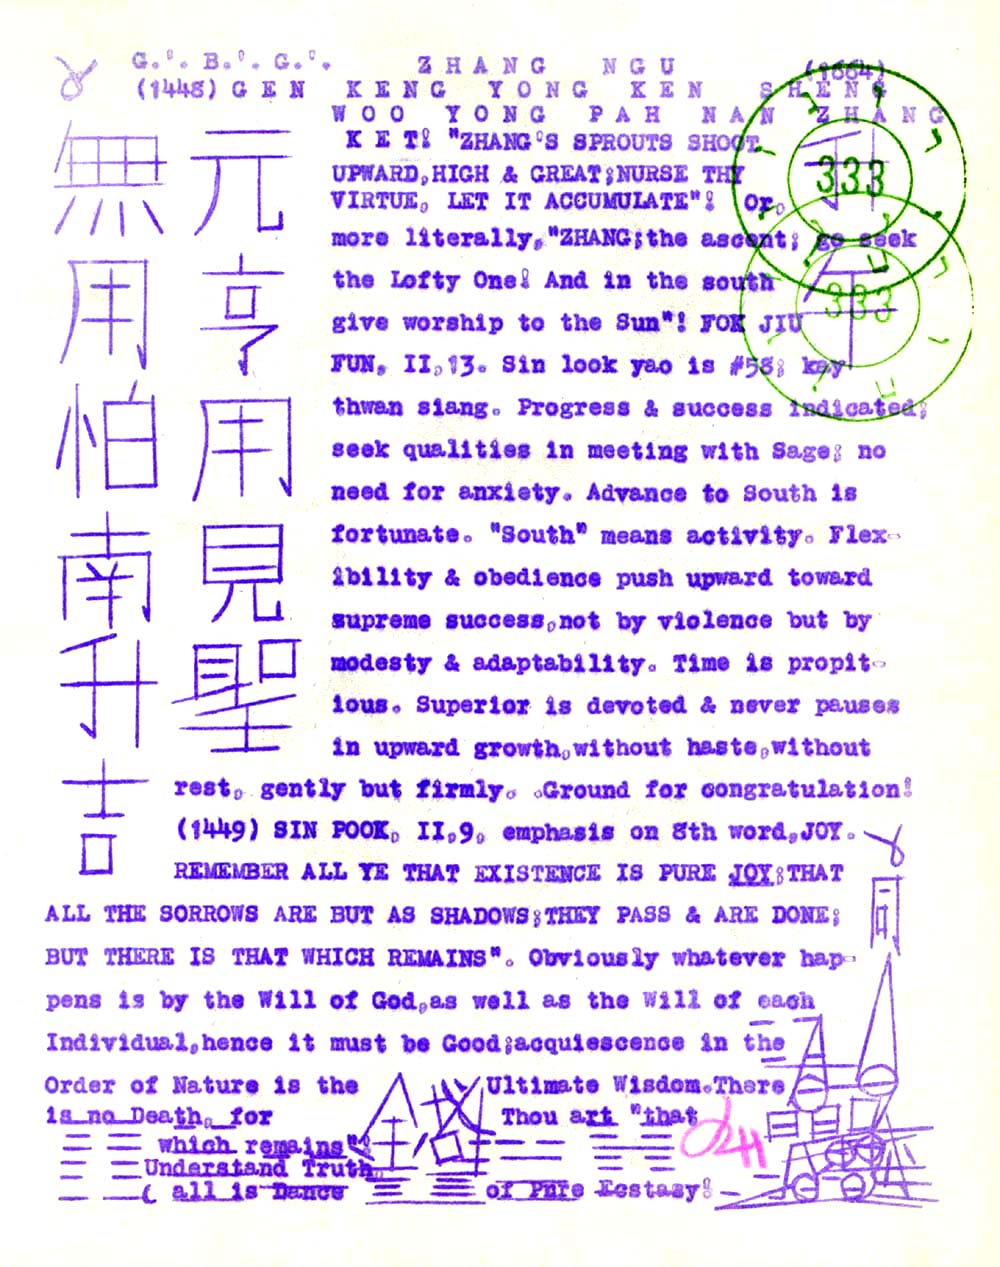 G.'. B.'. G.'. ZHANG NGU (1664)
(1448) GEN KENG YONG KEN SHENG
WOO YONG PAH NAN ZHANG
KET! "ZHANG'S SPROUTS SHOOT
UPWARD,HIGH & GREAT;NURSE THY
VIRTUE, LET IT ACCUMULATE"! Or,
more literally,"ZHANG;the ascent; go seek
the Lofty One! And in the south
give worship to the Sun"! FOK JIU
FUN, II,13. Sin look yao is #58; kay
thwan siang. Progress & success indicated;
seek qualities in meeting with Sage; no
need for anxiety. Advance to South is
fortunate. "South" means activity. Flex-
ibility & obedience push upward toward
supreme success,not by violence but by
modesty & adaptability. Time is propit-
ious. Superior is devoted & never pauses
in upward growth,without haste,without
rest, gently but firmly. .Ground for congratulation!
(1449) SIN POOK, II,9, emphasis on 8th word,JOY.
REMEMBER ALL YE THAT EXISTENCE IS PURE JOY;THAT
ALL THE SORROWS ARE BUT AS SHADOWS;THEY PASS & ARE DONE;
BUT THERE IS THAT WHICH REMAINS". Obviously whatever hap-
pens is by the Will of God,as well as the Will of each
Individual,hence it must be Good;acquiescence in the
Order of Nature is the Ultimate Wisdom.There
is no Death, for Thou art "that
which remains"!
Understand Truth,
( all is Dance of Pure Ecstasy!
元亨用見聖
無用怕南升吉
333
333